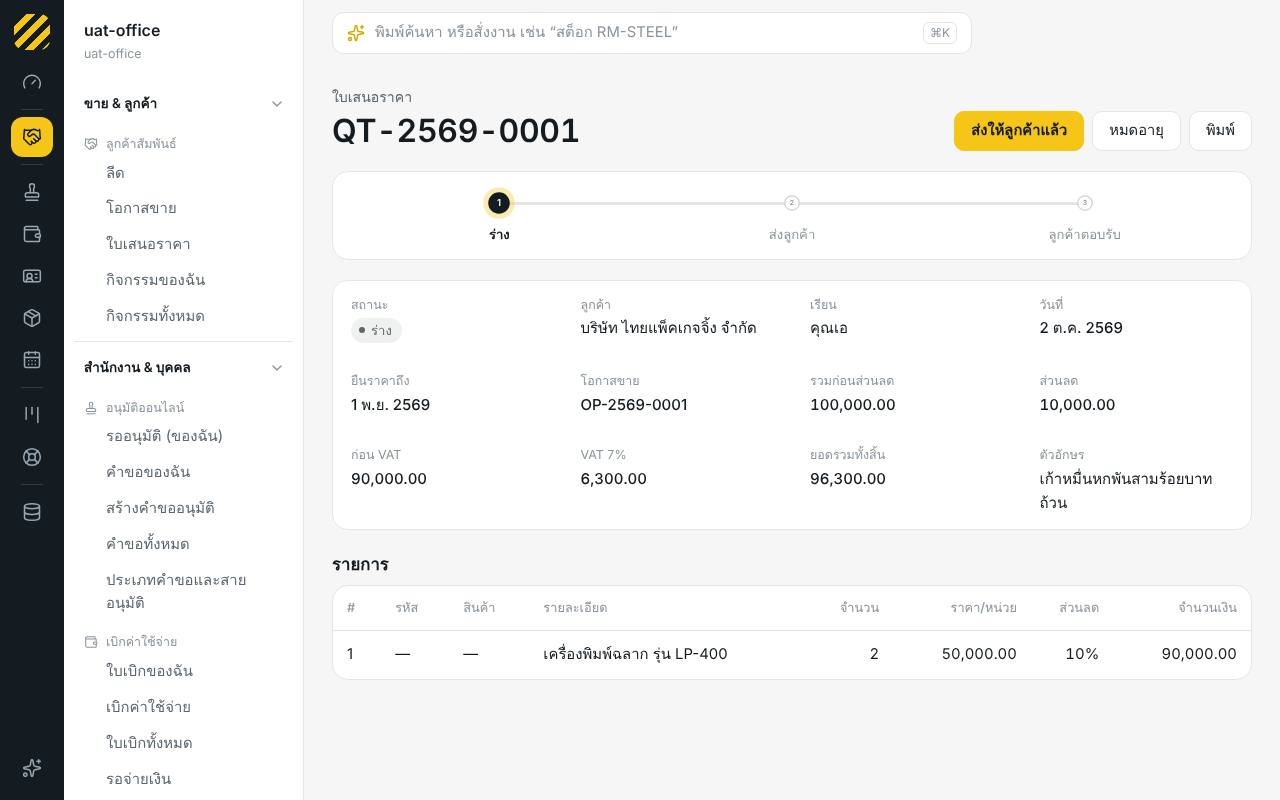 uat-office
uat-office
ขาย & ลูกค้า
ลูกค้าสัมพันธ์
ลีด
โอกาสขาย
ใบเสนอราคา
กิจกรรมของฉัน
กิจกรรมทั้งหมด
สำนักงาน & บุคคล
อนุมัติออนไลน์
รออนุมัติ (ของฉัน)
คำขอของฉัน
สร้างคำขออนุมัติ
คำขอทั้งหมด
ประเภทคำขอและสาย
อนุมัติ
เบิกค่าใช้จ่าย
ใบเบิกของฉัน
เบิกค่าใช้จ่าย
ใบเบิกทั้งหมด
รอจ่ายเงิน
พิมพ์ค้นหา หรือสั่งงาน เช่น “สต็อก RM-STEEL” ⌘K
ใบเสนอราคา
QT-2569-0001
ส่งให้ลูกค้าแล้ว หมดอายุ พิมพ์
1 2 3
ร่าง ส่งลูกค้า ลูกค้าตอบรับ
สถานะ ลูกค้า เรียน วันที่
ร่าง บริษัท ไทยแพ็คเกจจิ้ง จำกัด คุณเอ 2 ต.ค. 2569
ยืนราคาถึง โอกาสขาย รวมก่อนส่วนลด ส่วนลด
1 พ.ย. 2569 OP-2569-0001 100,000.00 10,000.00
ก่อน VAT VAT 7% ยอดรวมทั้งสิ้น ตัวอักษร
90,000.00 6,300.00 96,300.00 เก้าหมื่นหกพันสามร้อยบาท
ถ้วน
รายการ
# รหัส สินค้า รายละเอียด จำนวน ราคา/หน่วย ส่วนลด จำนวนเงิน
1 — — เครื่องพิมพ์ฉลาก รุ่น LP-400 2 50,000.00 10% 90,000.00